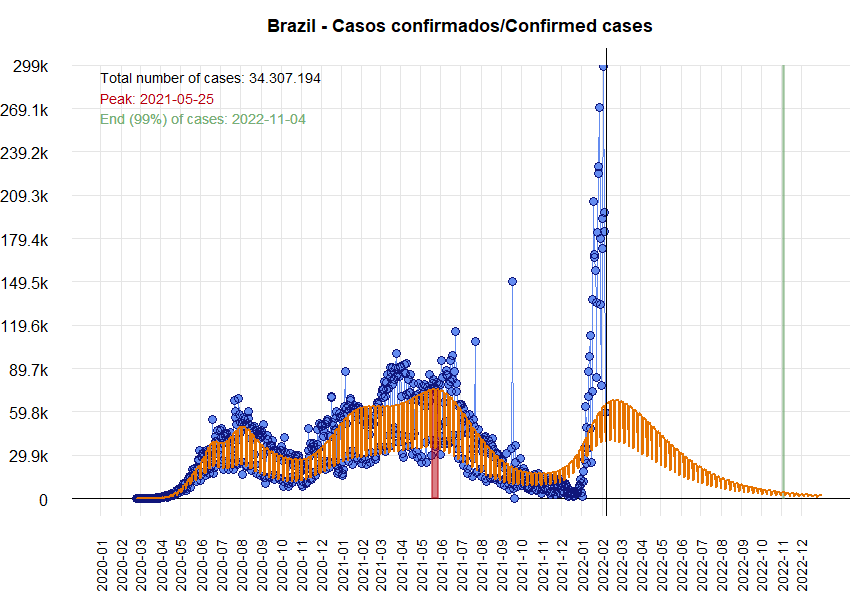 Brazil - Casos confirmados/Confirmed cases
299k
269.1k
239.2k
209.3k
179.4k
149.5k
119.6k
89.7k
59.8k
29.9k
0
Total number of cases: 34.307.194
Peak: 2021-05-25
End (99%) of cases: 2022-11-04
2020-01
2020-02
2020-03
2020-04
2020-05
2020-06
2020-07
2020-08
2020-09
2020-10
2020-11
2020-12
2021-01
2021-02
2021-03
2021-04
2021-05
2021-06
2021-07
2021-08
2021-09
2021-10
2021-11
2021-12
2022-01
2022-02
2022-03
2022-04
2022-05
2022-06
2022-07
2022-08
2022-09
2022-10
2022-11
2022-12